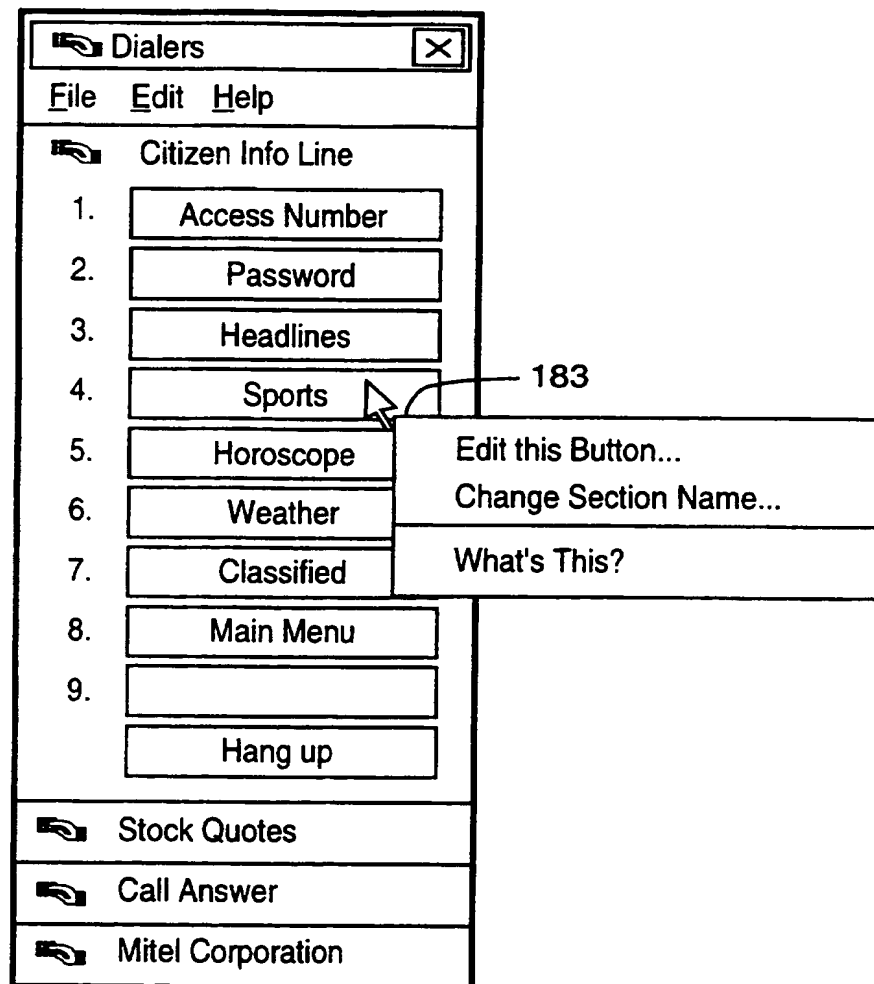 Dialers
File Edit Help
Citizen Info Line
1. Access Number
2. Password
3. Headlines
4. Sports
183
5. Horoscope
Edit this Button...
Change Section Name...
6. Weather
What's This?
7. Classified
8. Main Menu
9.
Hang up
Stock Quotes
Call Answer
Mitel Corporation